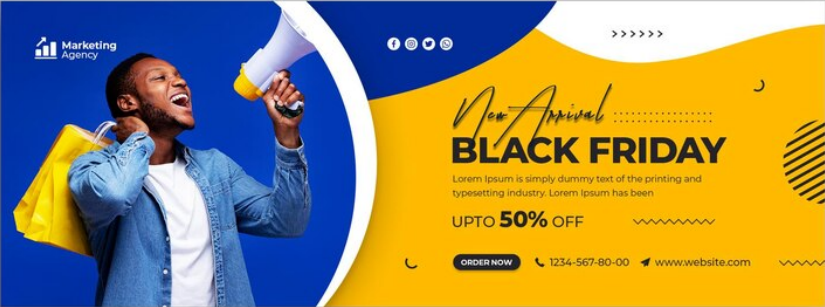 Marketing
Agency
New Arrival
BLACK FRIDAY
Lorem Ipsum is simply dummy text of the printing and
typesetting industry. Lorem Ipsum has been
UPTO 50% OFF
ORDER NOW 1234-567-80-00 www.website.com